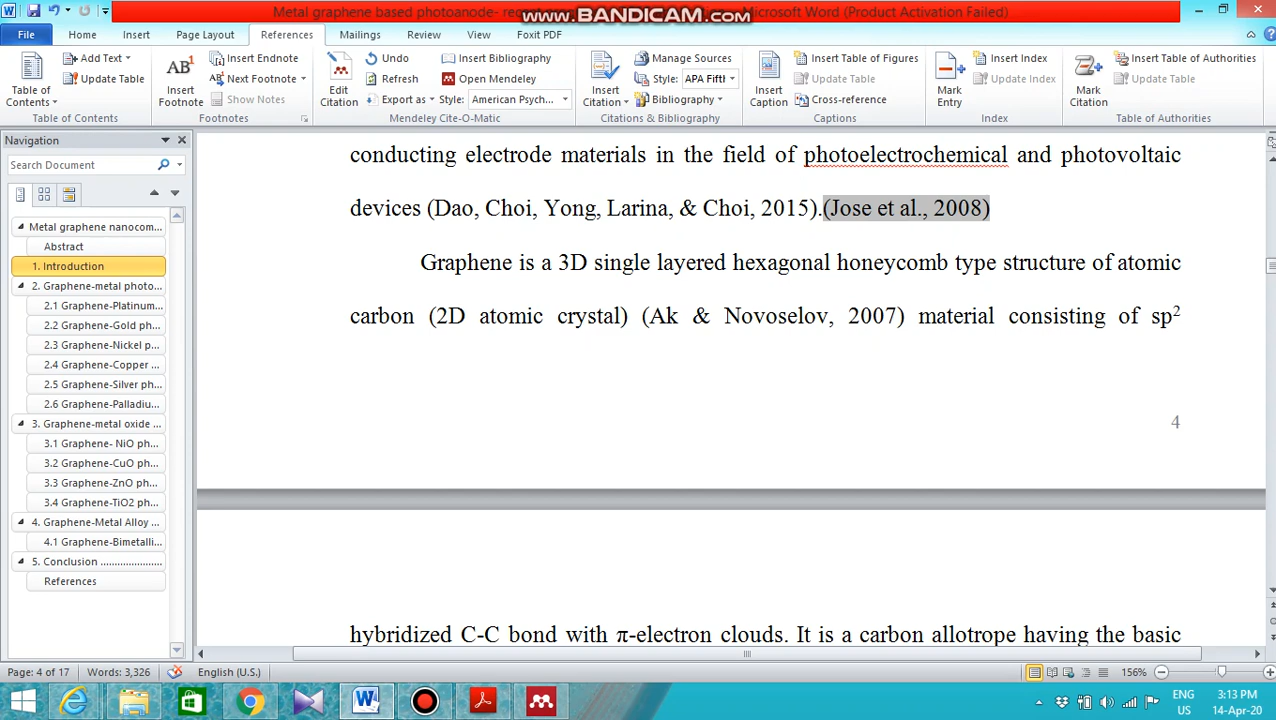 Metal graphene based photoanode- recent
www.BANDICAM.com
Microsoft Word (Product Activation Failed)
File
Home
Insert
Page Layout
References
Mailings
Review
View
Foxit PDF
Table of Contents
Add Text
Update Table
Table of Contents
AB1
Insert Footnote
Insert Endnote
Next Footnote
Show Notes
Footnotes
Edit Citation
Undo
Refresh
Export as
Insert Bibliography
Open Mendeley
Style: American Psych...
Mendeley Cite-O-Matic
Insert Citation
Manage Sources
Style: APA Fifth
Bibliography
Citations & Bibliography
Insert Caption
Insert Table of Figures
Update Table
Cross-reference
Captions
Mark Entry
Insert Index
Update Index
Index
Mark Citation
Insert Table of Authorities
Update Table
Table of Authorities
Navigation
Search Document
Metal graphene nanocom...
Abstract
1. Introduction
2. Graphene-metal photo...
2.1 Graphene-Platinum...
2.2 Graphene-Gold ph...
2.3 Graphene-Nickel p...
2.4 Graphene-Copper ...
2.5 Graphene-Silver ph...
2.6 Graphene-Palladiu...
3. Graphene-metal oxide ...
3.1 Graphene- NiO ph...
3.2 Graphene-CuO ph...
3.3 Graphene-ZnO ph...
3.4 Graphene-TiO2 ph...
4. Graphene-Metal Alloy ...
4.1 Graphene-Bimetalli...
5. Conclusion ......................
References
conducting electrode materials in the field of photoelectrochemical and photovoltaic
devices (Dao, Choi, Yong, Larina, & Choi, 2015).(Jose et al., 2008)
Graphene is a 3D single layered hexagonal honeycomb type structure of atomic
carbon (2D atomic crystal) (Ak & Novoselov, 2007) material consisting of sp²
4
hybridized C-C bond with π-electron clouds. It is a carbon allotrope having the basic
Page: 4 of 17
Words: 3,326
English (U.S.)
156%
ENG
US
3:13 PM
14-Apr-20